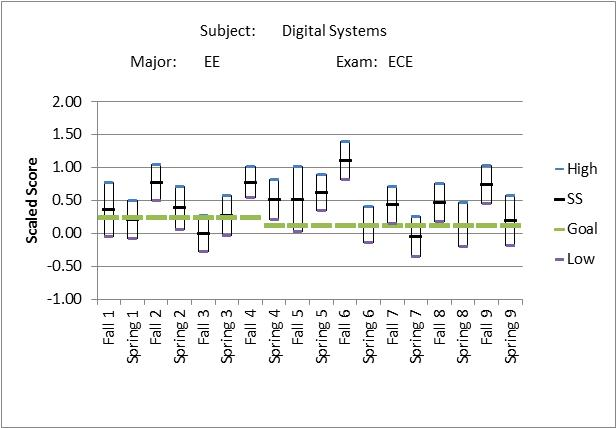 Subject: Digital Systems
Major: EE Exam: ECE
2.00
1.50
1.00
0.50
0.00
-0.50
-1.00
Scaled Score
High
SS
Goal
Low
Fall 1
Spring 1
Fall 2
Spring 2
Fall 3
Spring 3
Fall 4
Spring 4
Fall 5
Spring 5
Fall 6
Spring 6
Fall 7
Spring 7
Fall 8
Spring 8
Fall 9
Spring 9